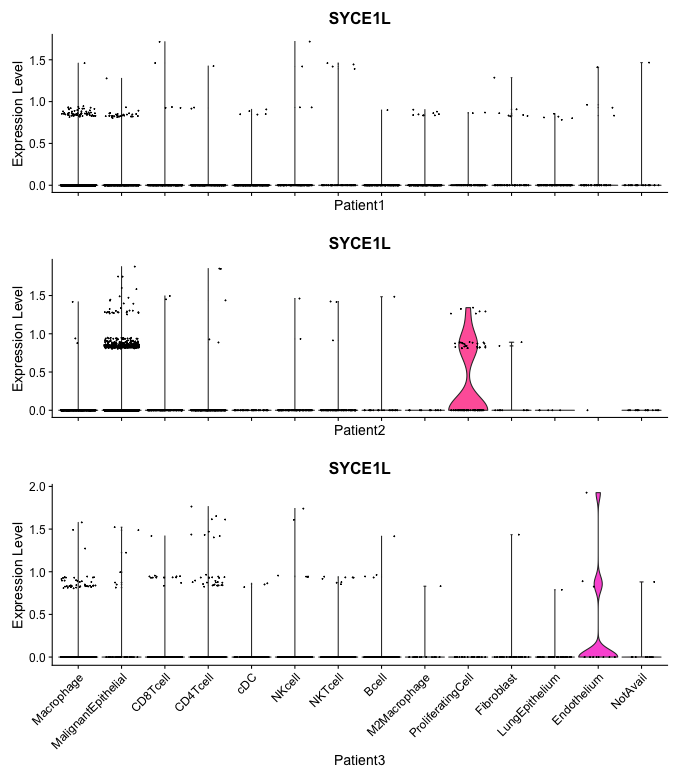 SYCE1L
Expression Level
1.5
1.0
0.5
0.0
Patient1
SYCE1L
Expression Level
1.5
1.0
0.5
0.0
Patient2
SYCE1L
Expression Level
2.0
1.5
1.0
0.5
0.0
Macrophage
MalignantEpithelial
CD8Tcell
CD4Tcell
cDC
NKcell
NKTcell
Bcell
M2Macrophage
ProliferatingCell
Fibroblast
LungEpithelium
Endothelium
NotAvail
Patient3